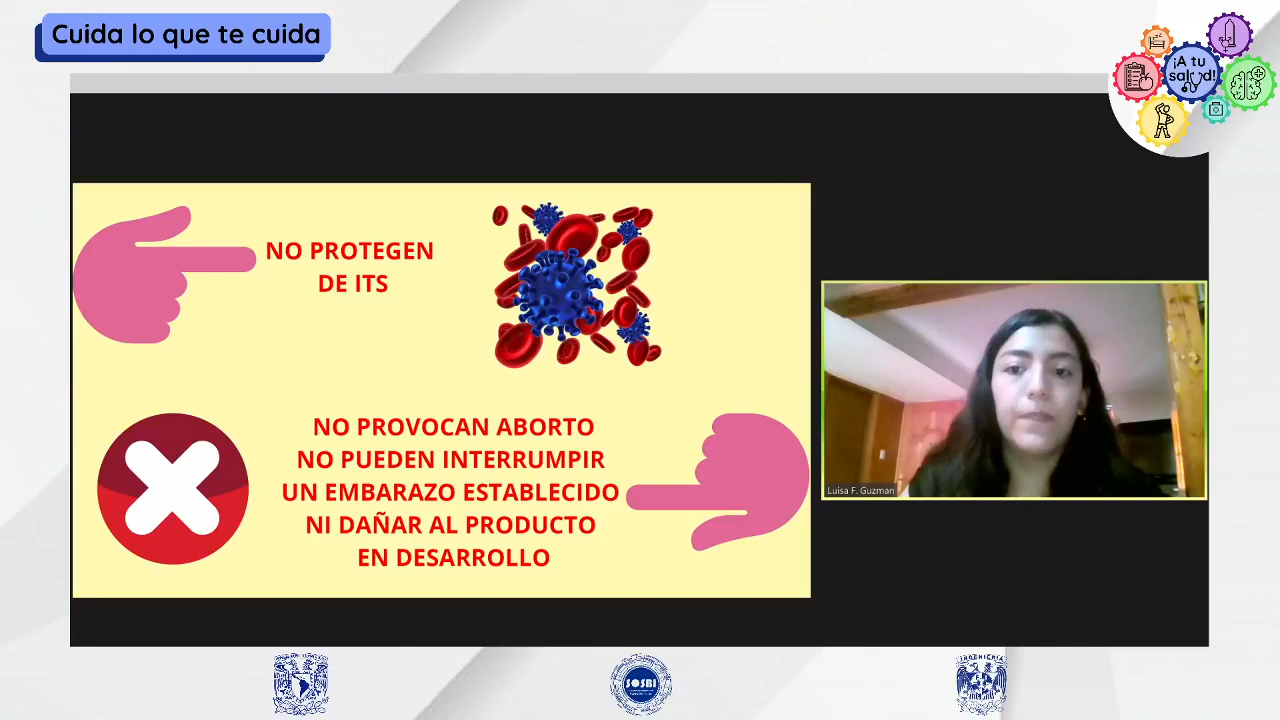 Cuida lo que te cuida
¡A tu
salud!
NO PROTEGEN
DE ITS
NO PROVOCAN ABORTO
NO PUEDEN INTERRUMPIR
UN EMBARAZO ESTABLECIDO
NI DAÑAR AL PRODUCTO
EN DESARROLLO
Luisa F. Guzman
SOSBI